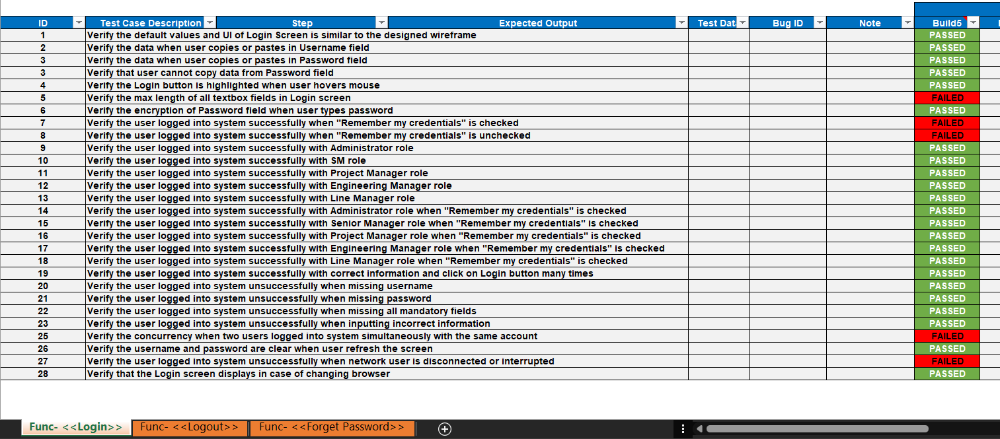 ID Test Case Description Step Expected Output Test Dat Bug ID Note Build5
1 Verify the default values and UI of Login Screen is similar to the designed wireframe PASSED
2 Verify the data when user copies or pastes in Username field PASSED
3 Verify the data when user copies or pastes in Password field PASSED
3 Verify that user cannot copy data from Password field PASSED
4 Verify the Login button is highlighted when user hovers mouse PASSED
5 Verify the max length of all textbox fields in Login screen FAILED
6 Verify the encryption of Password field when user types password PASSED
7 Verify the user logged into system successfully when "Remember my credentials" is checked FAILED
8 Verify the user logged into system successfully when "Remember my credentials" is unchecked FAILED
9 Verify the user logged into system successfully with Administrator role PASSED
10 Verify the user logged into system successfully with SM role PASSED
11 Verify the user logged into system successfully with Project Manager role PASSED
12 Verify the user logged into system successfully with Engineering Manager role PASSED
13 Verify the user logged into system successfully with Line Manager role PASSED
14 Verify the user logged into system successfully with Administrator role when "Remember my credentials" is checked PASSED
15 Verify the user logged into system successfully with Senior Manager role when "Remember my credentials" is checked PASSED
16 Verify the user logged into system successfully with Project Manager role when "Remember my credentials" is checked PASSED
17 Verify the user logged into system successfully with Engineering Manager role when "Remember my credentials" is checked PASSED
18 Verify the user logged into system successfully with Line Manager role when "Remember my credentials" is checked PASSED
19 Verify the user logged into system successfully with correct information and click on Login button many times PASSED
20 Verify the user logged into system unsuccessfully when missing username PASSED
21 Verify the user logged into system unsuccessfully when missing password PASSED
22 Verify the user logged into system unsuccessfully when missing all mandatory fields PASSED
23 Verify the user logged into system unsuccessfully when inputting incorrect information PASSED
25 Verify the concurrency when two users logged into system simultaneously with the same account FAILED
26 Verify the username and password are clear when user refresh the screen PASSED
27 Verify the user logged into system unsuccessfully when network user is disconnected or interrupted FAILED
28 Verify that the Login screen displays in case of changing browser PASSED
Func- <<Login>> Func- <<Logout>> Func- <<Forget Password>>